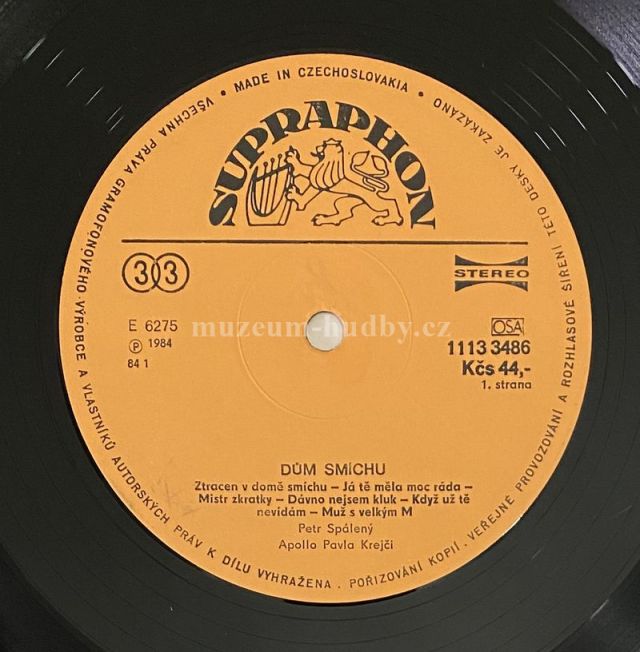 VŠECHNA PRÁVA GRAMOFÓNOVÉHO VÝROBCE A VLASTNÍKŮ AUTORSKÝCH PRÁV K DÍLU VYHRAŽENA . POŘIZOVÁNÍ KOPIÍ . VEŘEJNÉ PROVOZOVÁNÍ A ROZHLASOVÉ ŠÍŘENÍ TÉTO DESKY JE ZAKÁZÁNO • MADE IN CZECHOSLOVAKIA •
SUPRAPHON
33
STEREO
E 6275
Ⓟ 1984
84 1
muzeum-hudby.cz
OSA
1113 3486
Kčs 44,-
1. strana
DŮM SMÍCHU
Ztracen v domě smíchu – Já tě měla moc ráda –
Mistr zkratky – Dávno nejsem kluk – Když už tě
nevídám – Muž s velkým M
Petr Spálený
Apollo Pavla Krejčí